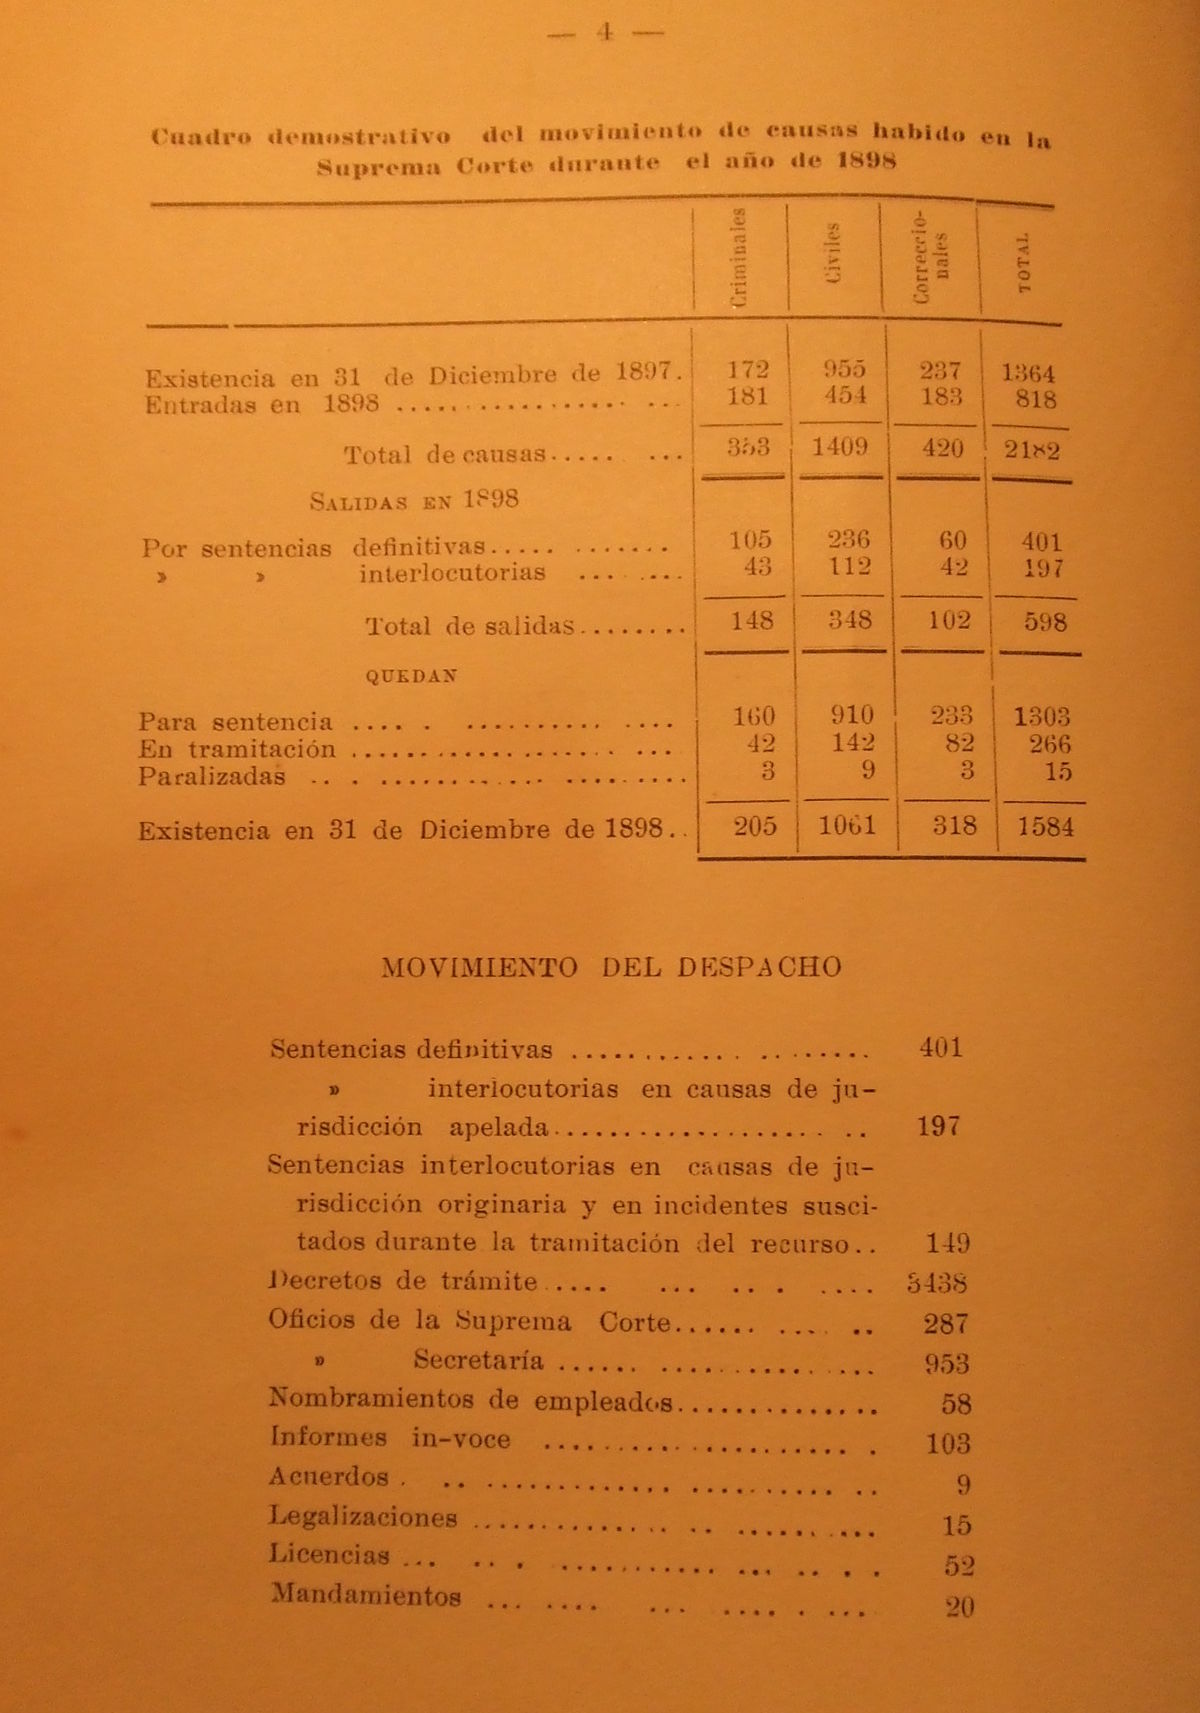 — 4 —
Cuadro demostrativo del movimiento de causas habido en la
Suprema Corte durante el año de 1898
Criminales Civiles Correccio-nales TOTAL
Existencia en 31 de Diciembre de 1897. 172 955 237 1364
Entradas en 1898 .................. 181 454 183 818
Total de causas........ 353 1409 420 2182
SALIDAS EN 1898
Por sentencias definitivas............ 105 236 60 401
» » interlocutorias ....... 43 112 42 197
Total de salidas........ 148 348 102 598
QUEDAN
Para sentencia .................... 160 910 233 1303
En tramitación ...................... 42 142 82 266
Paralizadas ........................ 3 9 3 15
Existencia en 31 de Diciembre de 1898.. 205 1061 318 1584
MOVIMIENTO DEL DESPACHO
Sentencias definitivas .................... 401
» interlocutorias en causas de ju-
risdicción apelada...................... 197
Sentencias interlocutorias en causas de ju-
risdicción originaria y en incidentes susci-
tados durante la tramitación del recurso.. 149
Decretos de trámite.............. 3438
Oficios de la Suprema Corte............ 287
» Secretaría .................... 953
Nombramientos de empleados.............. 58
Informes in-voce ...................... 103
Acuerdos ............................ 9
Legalizaciones ........................ 15
Licencias ........................ 52
Mandamientos .................. 20